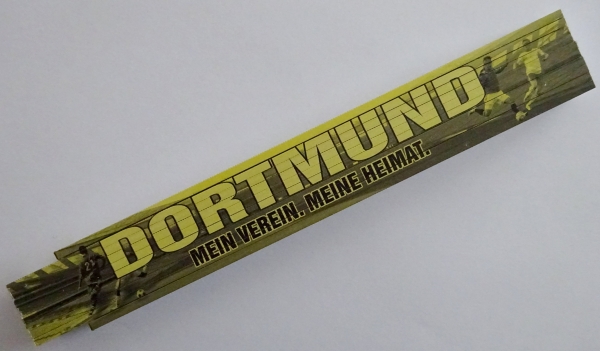 DORTMUND
MEIN VEREIN. MEINE HEIMAT.